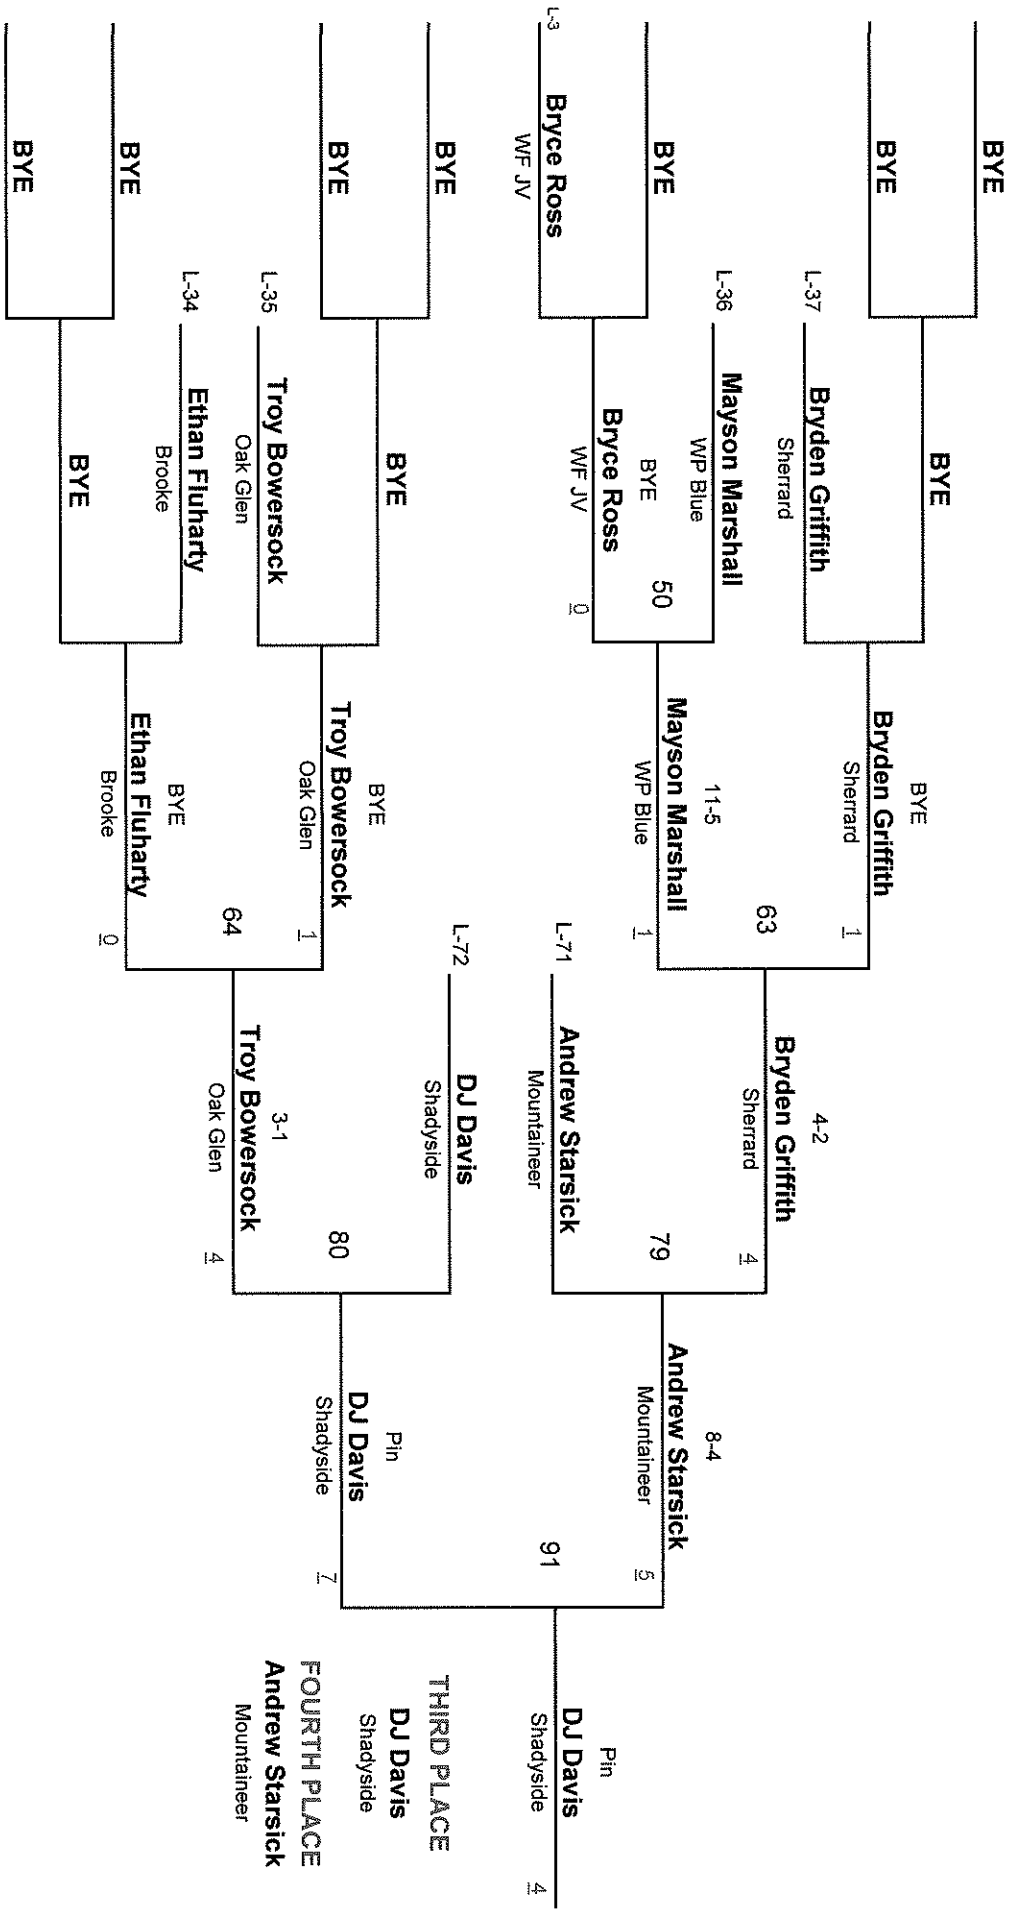 BYE
BYE
BYE
L-3
Bryce Ross
WF JV
BYE
BYE
BYE
BYE
BYE
L-37
Bryden Griffith
Sherrard
L-36
Mayson Marshall
WP Blue
50
BYE
Bryce Ross
WF JV
0
BYE
L-35
Troy Bowersock
Oak Glen
L-34
Ethan Fluharty
Brooke
BYE
BYE
Bryden Griffith
Sherrard
1
63
11-5
Mayson Marshall
WP Blue
1
BYE
Troy Bowersock
Oak Glen
1
64
BYE
Ethan Fluharty
Brooke
0
4-2
Bryden Griffith
Sherrard
4
79
L-71
Andrew Starsick
Mountaineer
L-72
DJ Davis
Shadyside
80
3-1
Troy Bowersock
Oak Glen
4
8-4
Andrew Starsick
Mountaineer
5
91
Pin
DJ Davis
Shadyside
7
Pin
DJ Davis
Shadyside
4
THIRD PLACE
DJ Davis
Shadyside
FOURTH PLACE
Andrew Starsick
Mountaineer